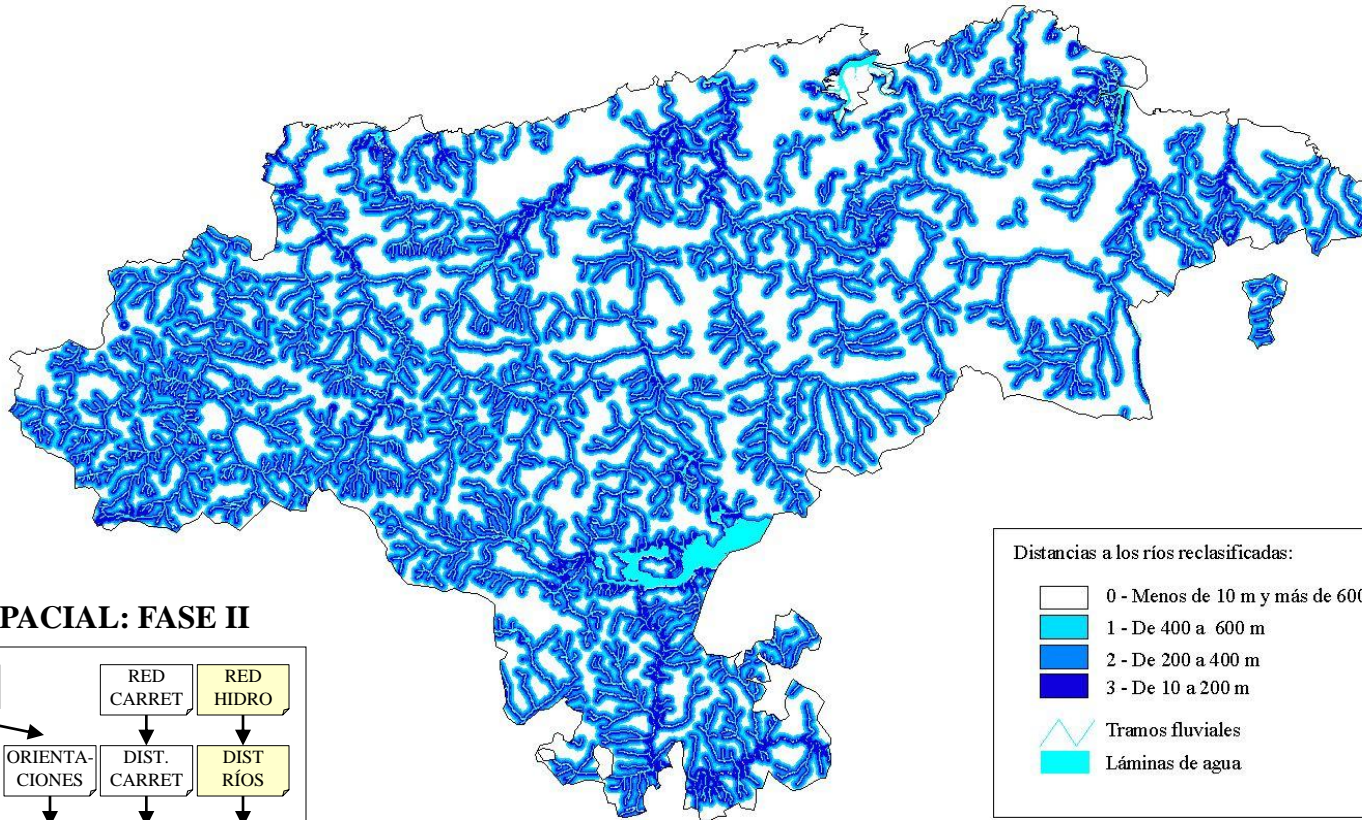 Distancias a los ríos reclasificadas:
0 - Menos de 10 m y más de 600
1 - De 400 a 600 m
2 - De 200 a 400 m
3 - De 10 a 200 m
Tramos fluviales
Láminas de agua
PACIAL: FASE II
RED
CARRET
RED
HIDRO
ORIENTA-
CIONES
DIST.
CARRET
DIST
RÍOS